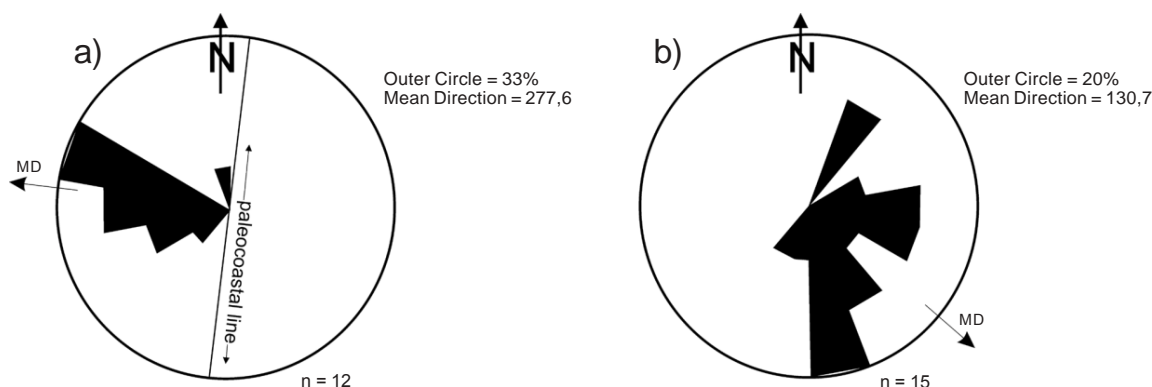 a)
N
Outer Circle = 33%
Mean Direction = 277,6
MD
paleocoastal line
n = 12
b)
N
Outer Circle = 20%
Mean Direction = 130,7
MD
n = 15